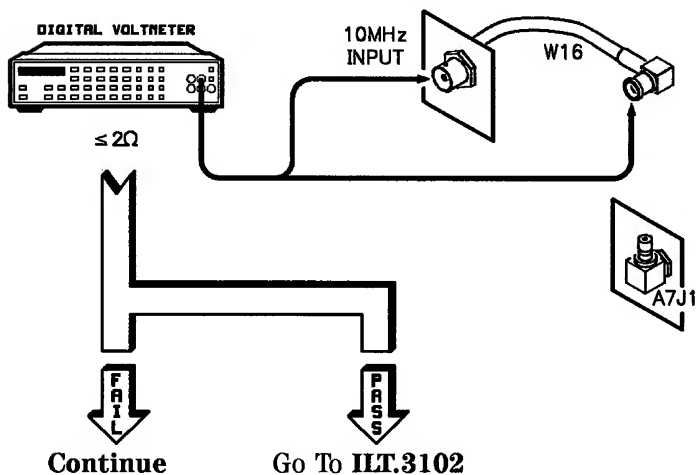 DIGITAL VOLTMETER
10MHz
INPUT
W16
≤2Ω
A7J1
FAIL
PASS
Continue
Go To ILT.3102